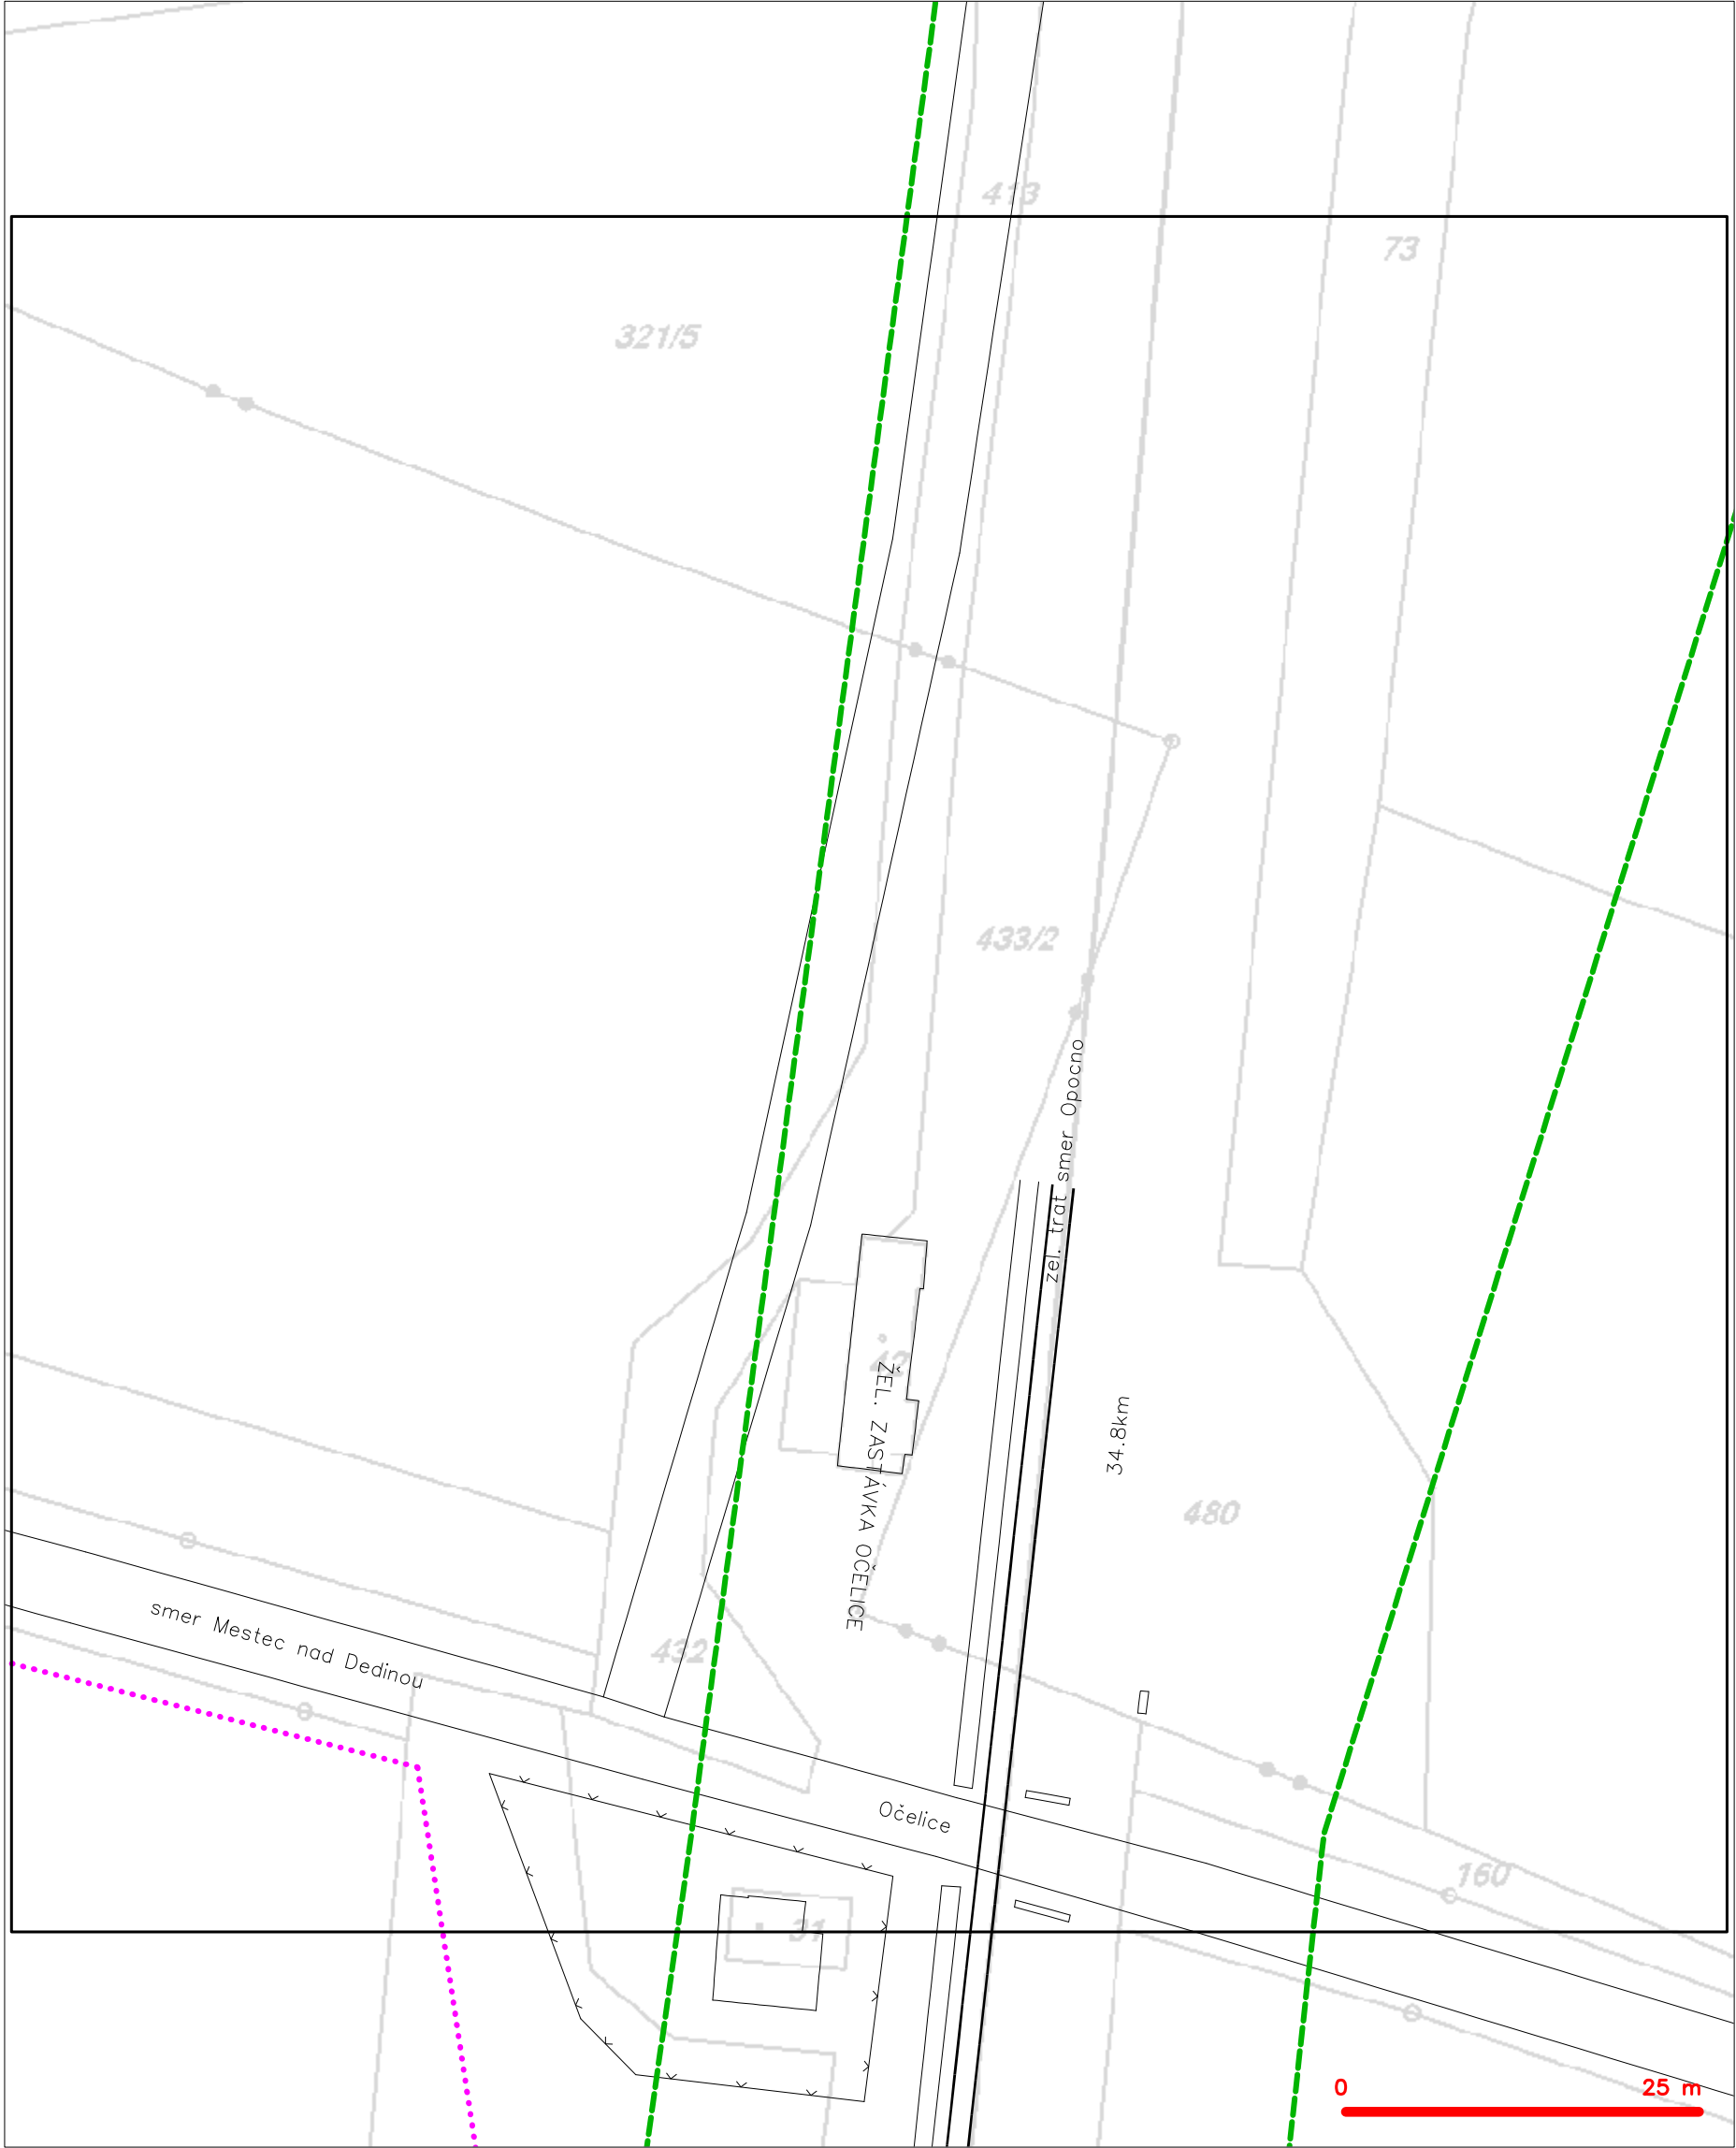 413
73
321/5
433/2
zel. trat smer Opocno
42
ŽEL. ZASTÁVKA OČELICE
34.8km
480
smer Mestec nad Dedinou
432
Očelice
160
31
0 25 m